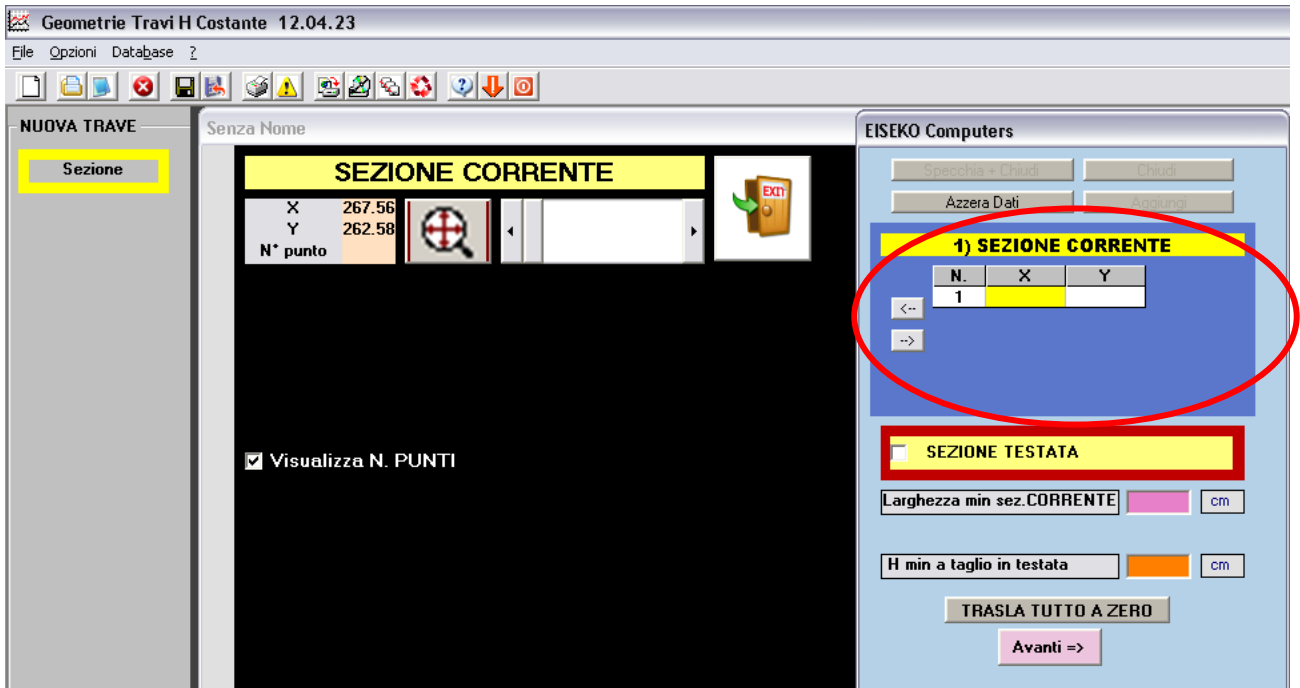 Geometrie Travi H Costante 12.04.23
File Opzioni Database ?
NUOVA TRAVE
Sezione
Senza Nome
SEZIONE CORRENTE
X 267.56
Y 262.58
N° punto
EXIT
Visualizza N. PUNTI
EISEKO Computers
Specchia + Chiudi Chiudi
Azzera Dati Aggiungi
1) SEZIONE CORRENTE
N. X Y
1
<--
-->
SEZIONE TESTATA
Larghezza min sez.CORRENTE cm
H min a taglio in testata cm
TRASLA TUTTO A ZERO
Avanti =>